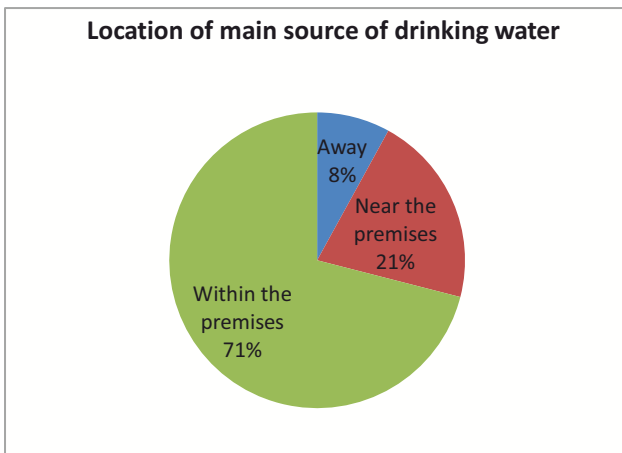 Location of main source of drinking water
Away
8%
Near the
premises
21%
Within the
premises
71%